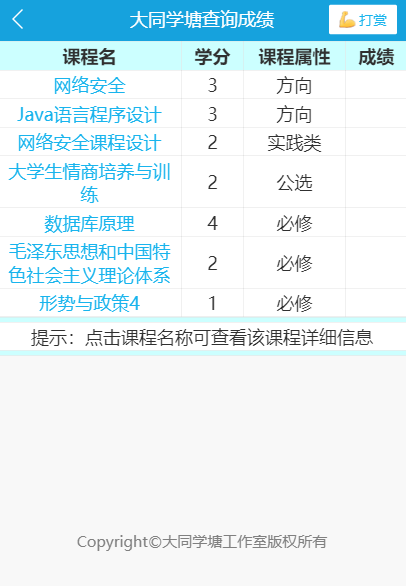 大同学塘查询成绩
打赏
课程名 学分 课程属性 成绩
网络安全 3 方向
Java语言程序设计 3 方向
网络安全课程设计 2 实践类
大学生情商培养与训
练 2 公选
数据库原理 4 必修
毛泽东思想和中国特
色社会主义理论体系 2 必修
形势与政策4 1 必修
提示：点击课程名称可查看该课程详细信息
Copyright©大同学塘工作室版权所有